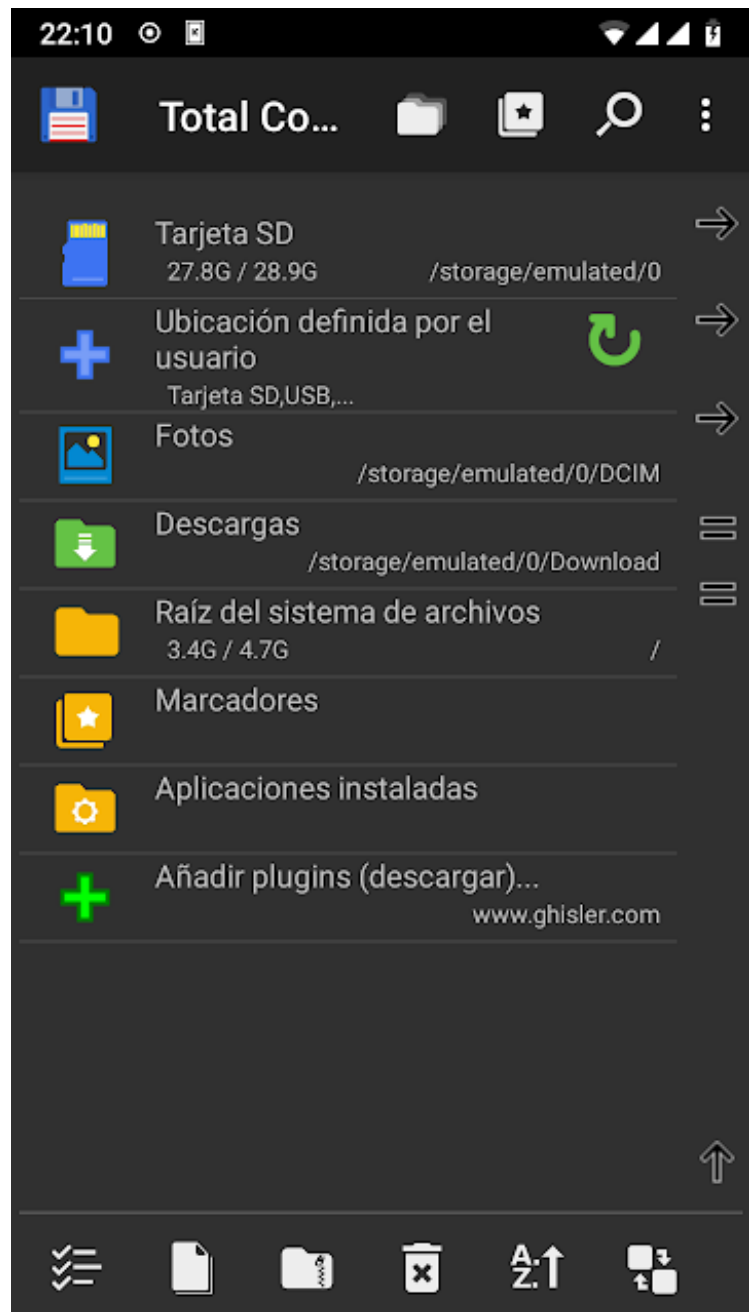 22:10
Total Co...
Tarjeta SD
27.8G / 28.9G /storage/emulated/0
Ubicación definida por el
usuario
Tarjeta SD,USB,...
Fotos
/storage/emulated/0/DCIM
Descargas
/storage/emulated/0/Download
Raíz del sistema de archivos
3.4G / 4.7G /
Marcadores
Aplicaciones instaladas
Añadir plugins (descargar)...
www.ghisler.com
A:
Z: